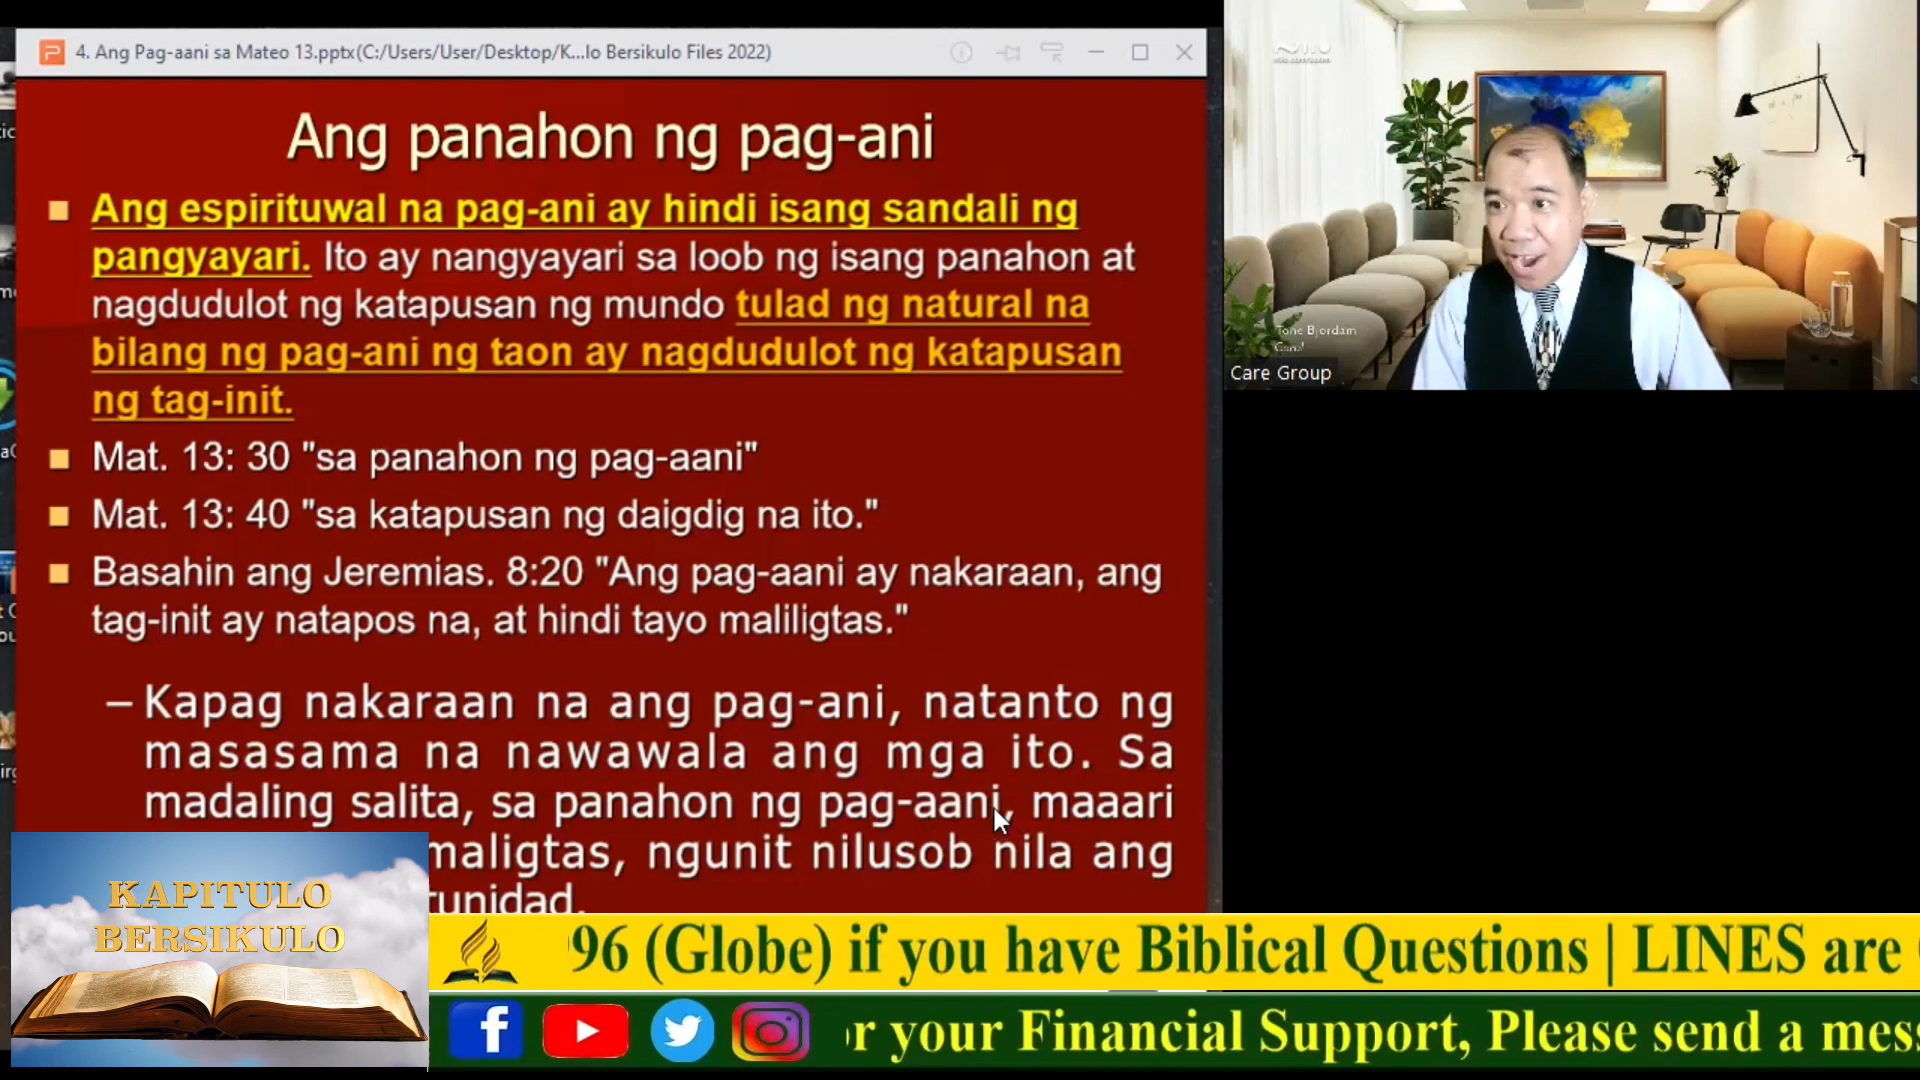 4. Ang Pag-aani sa Mateo 13.pptx(C:/Users/User/Desktop/K...lo Bersikulo Files 2022)
Ang panahon ng pag-ani
Ang espirituwal na pag-ani ay hindi isang sandali ng
pangyayari. Ito ay nangyayari sa loob ng isang panahon at
nagdudulot ng katapusan ng mundo tulad ng natural na
bilang ng pag-ani ng taon ay nagdudulot ng katapusan
ng tag-init.
Mat. 13: 30 "sa panahon ng pag-aani"
Mat. 13: 40 "sa katapusan ng daigdig na ito."
Basahin ang Jeremias. 8:20 "Ang pag-aani ay nakaraan, ang
tag-init ay natapos na, at hindi tayo maliligtas."
– Kapag nakaraan na ang pag-ani, natanto ng
masasama na nawawala ang mga ito. Sa
madaling salita, sa panahon ng pag-aani, maaari
maligtas, ngunit nilusob nila ang
tunidad.
Tone Bjordam
Care Group
KAPITULO
BERSIKULO
96 (Globe) if you have Biblical Questions | LINES are
r your Financial Support, Please send a mess